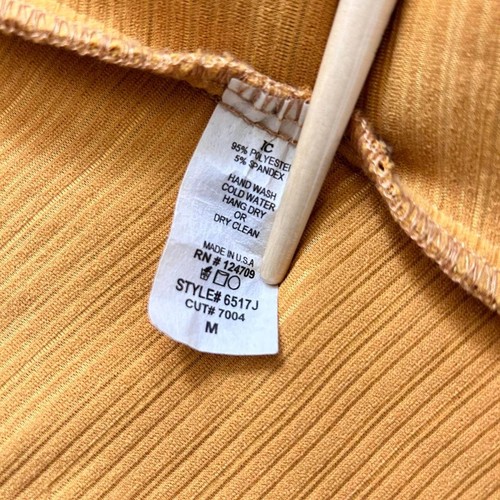 IC
95% POLYESTER
5% SPANDEX
HAND WASH
COLD WATER
HANG DRY
OR
DRY CLEAN
MADE IN U.S.A
RN# 124709
STYLE# 6517J
CUT# 7004
M